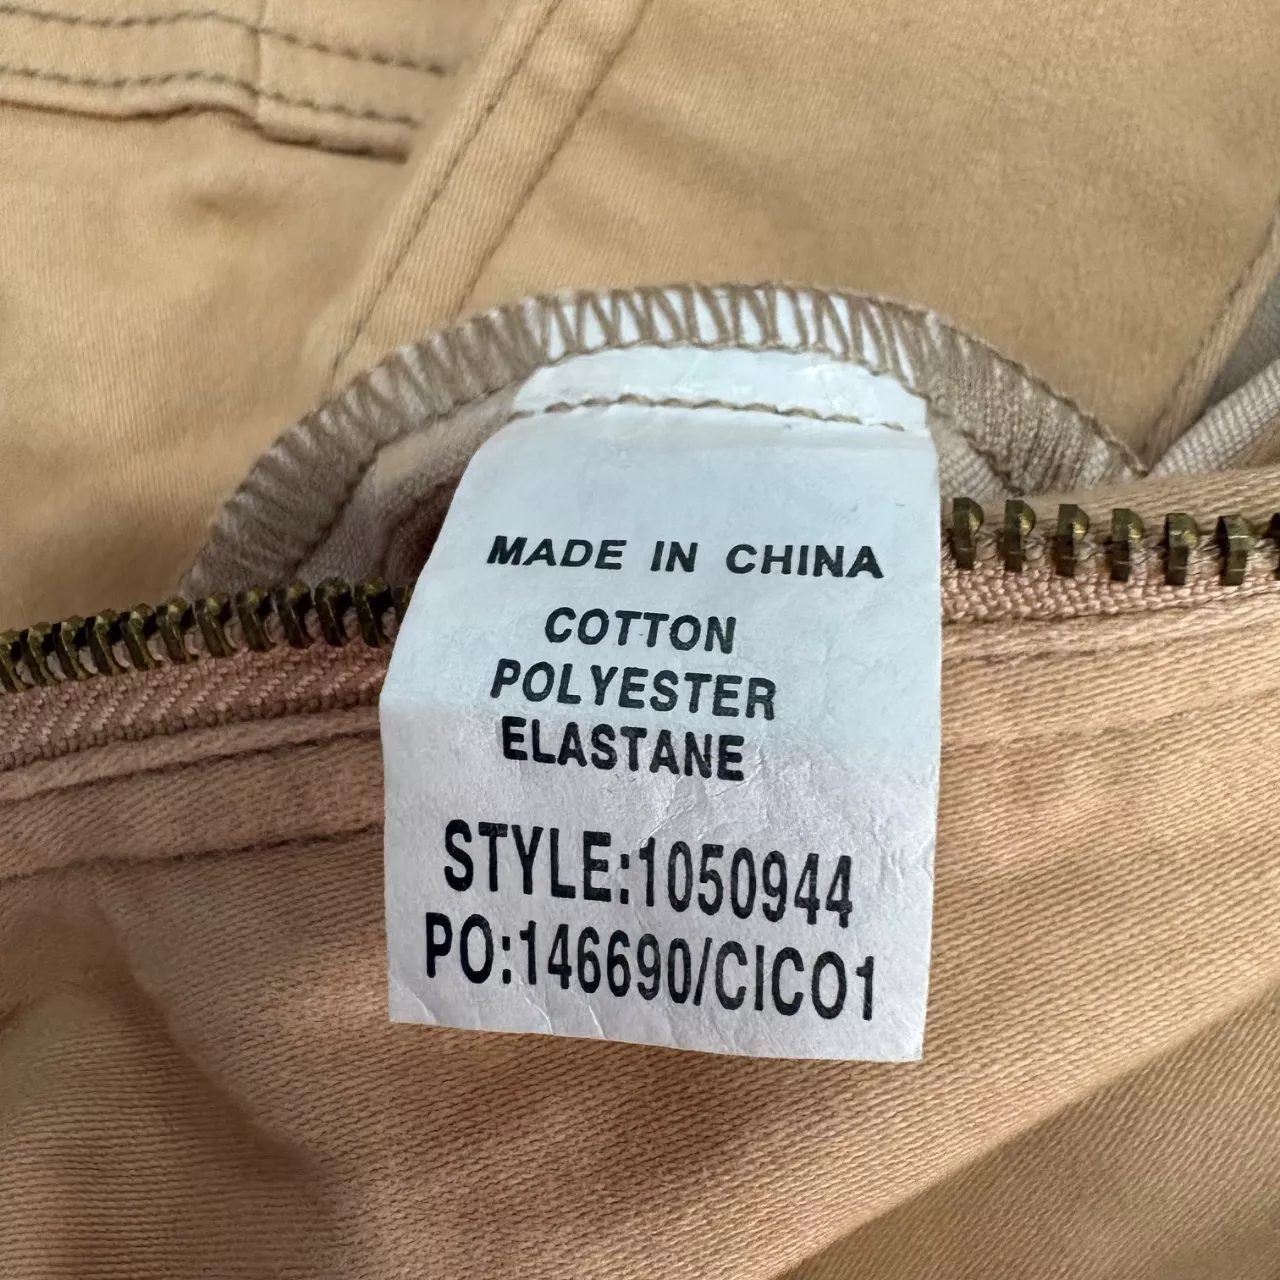 MADE IN CHINA
COTTON
POLYESTER
ELASTANE
STYLE:1050944
PO:146690/CICO1